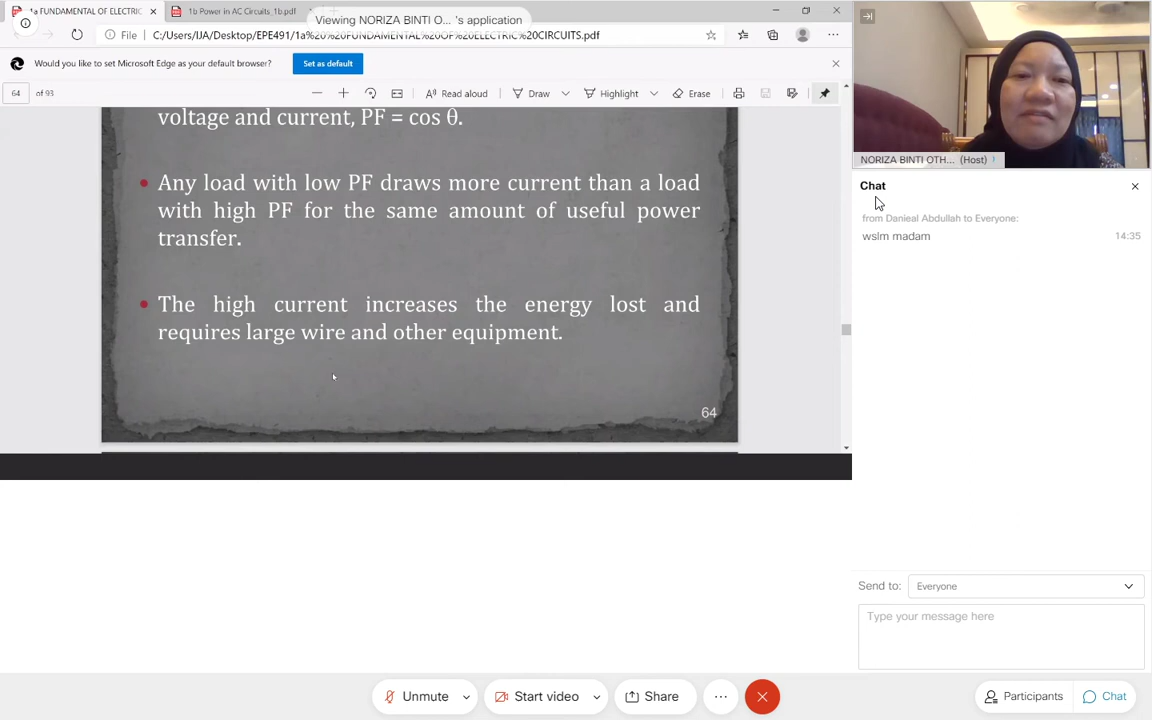 1a FUNDAMENTAL OF ELECTRIC
1b Power in AC Circuits_1b.pdf
Viewing NORIZA BINTI O... 's application
File C:/Users/IJA/Desktop/EPE491/1a%20%20FUNDAMENTAL%20OF%20ELECTRIC%20CIRCUITS.pdf
Would you like to set Microsoft Edge as your default browser? Set as default
64 of 93 Read aloud Draw Highlight Erase
voltage and current, PF = cos θ.
Any load with low PF draws more current than a load
with high PF for the same amount of useful power
transfer.
The high current increases the energy lost and
requires large wire and other equipment.
64
NORIZA BINTI OTH... (Host)
Chat
from Danieal Abdullah to Everyone:
wslm madam 14:35
Send to: Everyone
Type your message here
Unmute Start video Share Participants Chat